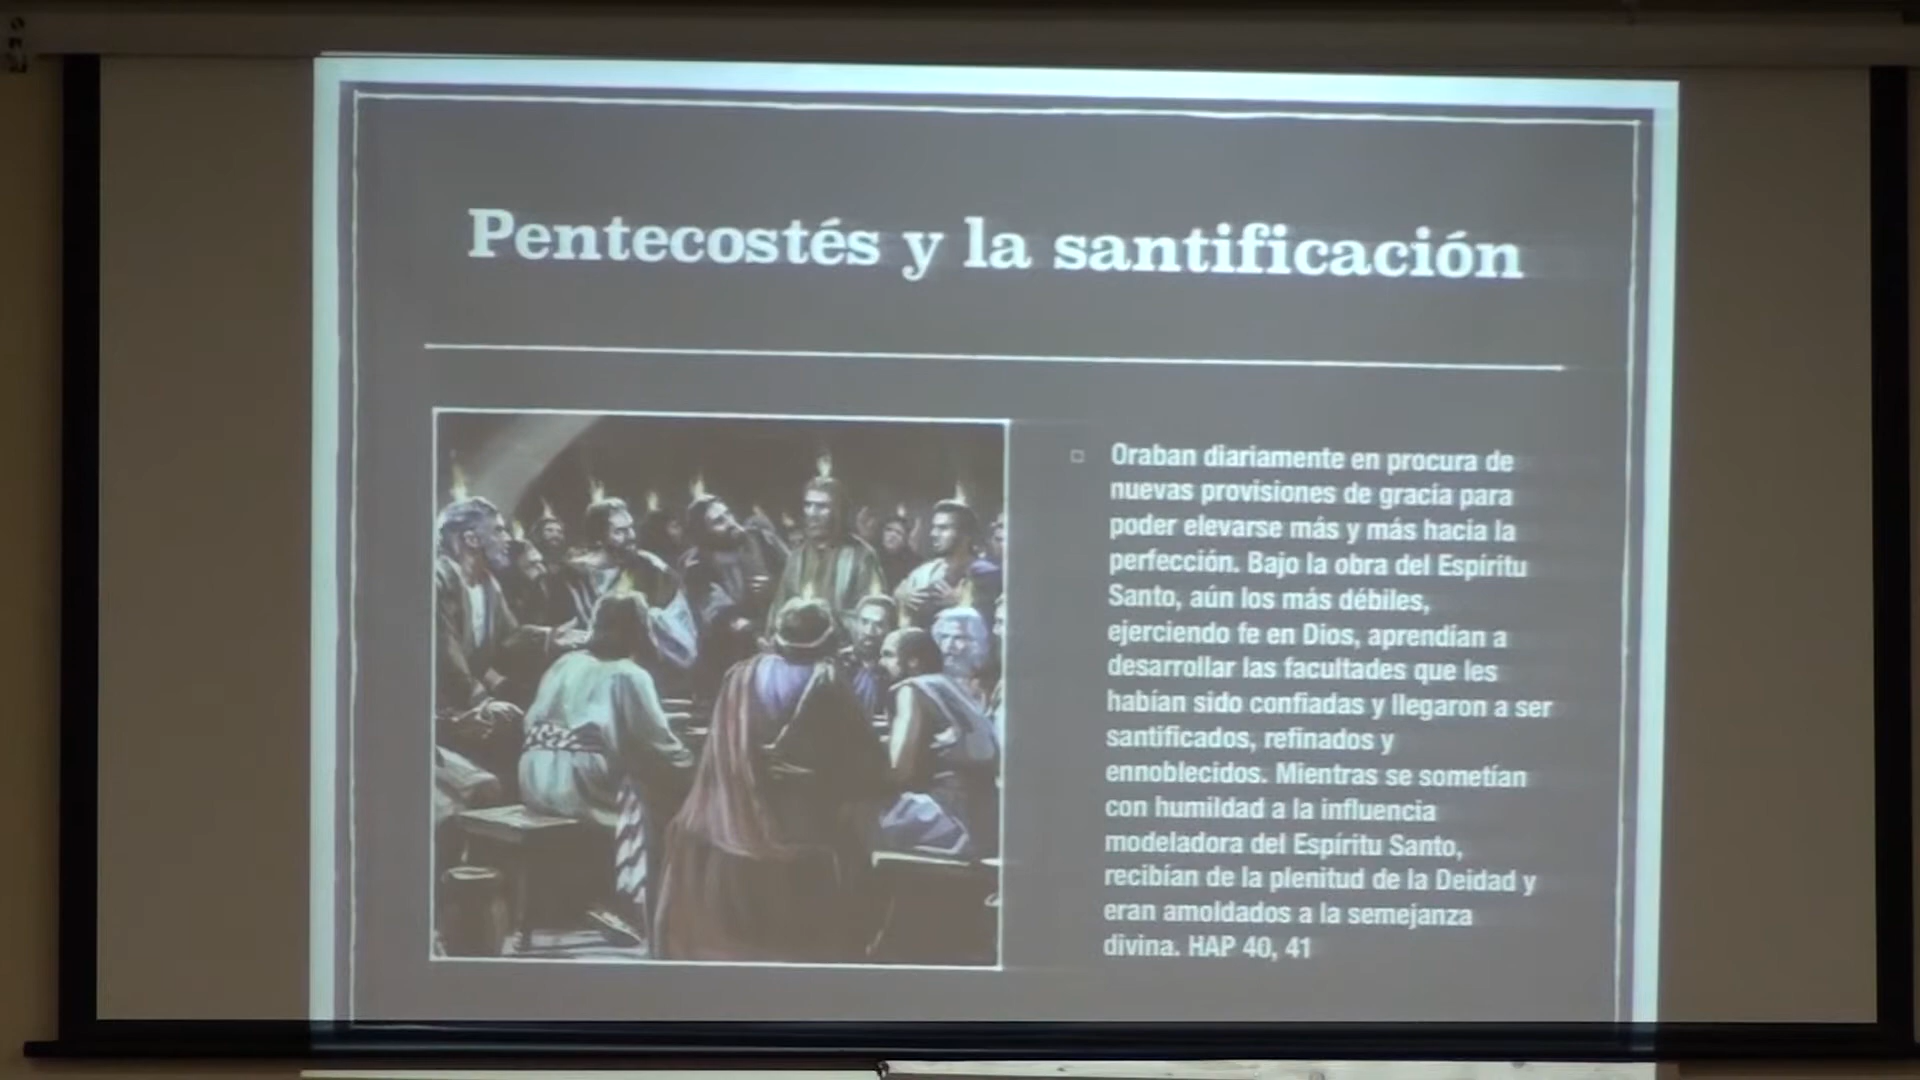 Pentecostés y la santificación
Oraban diariamente en procura de
nuevas provisiones de gracia para
poder elevarse más y más hacia la
perfección. Bajo la obra del Espíritu
Santo, aún los más débiles,
ejerciendo fe en Dios, aprendían a
desarrollar las facultades que les
habían sido confiadas y llegaron a ser
santificados, refinados y
ennoblecidos. Mientras se sometían
con humildad a la influencia
modeladora del Espíritu Santo,
recibían de la plenitud de la Deidad y
eran amoldados a la semejanza
divina. HAP 40, 41